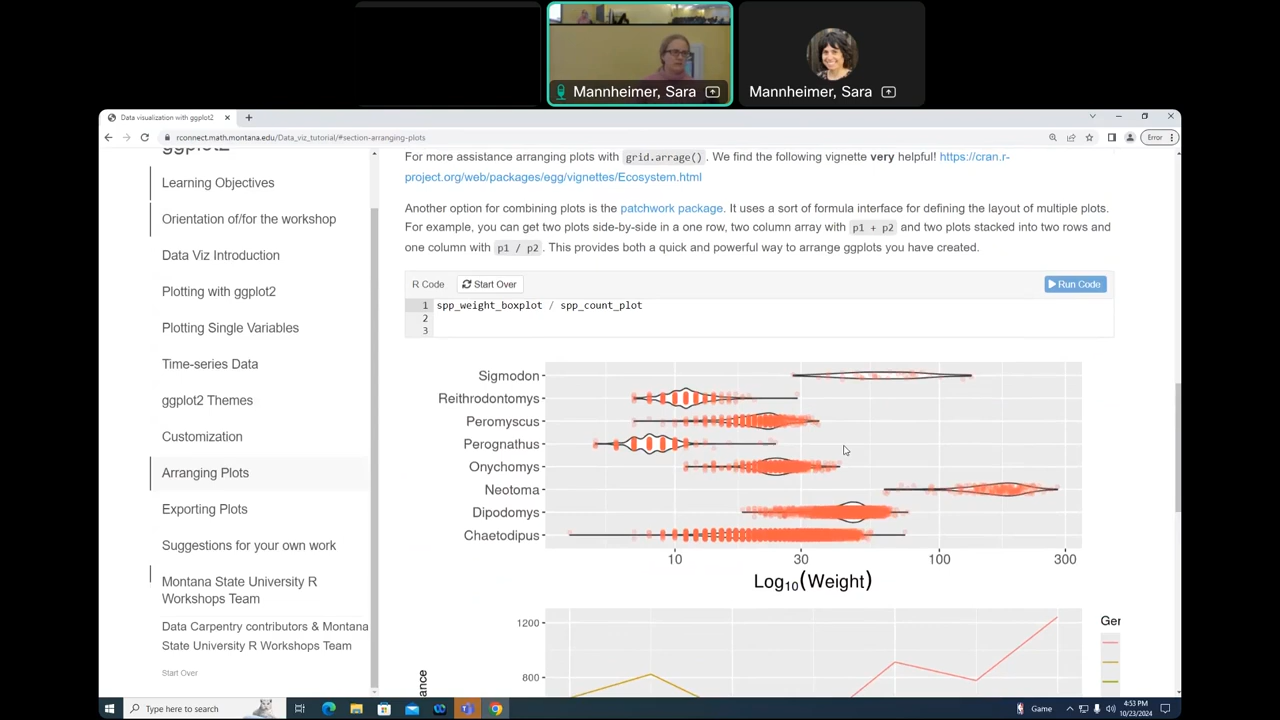 Mannheimer, Sara
Mannheimer, Sara
Data visualization with ggplot2
rconnect.math.montana.edu/Data_viz_tutorial/#section-arranging-plots
Error
ggplot2
Learning Objectives
Orientation of/for the workshop
Data Viz Introduction
Plotting with ggplot2
Plotting Single Variables
Time-series Data
ggplot2 Themes
Customization
Arranging Plots
Exporting Plots
Suggestions for your own work
Montana State University R
Workshops Team
Data Carpentry contributors & Montana
State University R Workshops Team
Start Over
For more assistance arranging plots with grid.arrage(). We find the following vignette very helpful! https://cran.r-
project.org/web/packages/egg/vignettes/Ecosystem.html
Another option for combining plots is the patchwork package. It uses a sort of formula interface for defining the layout of multiple plots.
For example, you can get two plots side-by-side in a one row, two column array with p1 + p2 and two plots stacked into two rows and
one column with p1 / p2. This provides both a quick and powerful way to arrange ggplots you have created.
R Code Start Over Run Code
1 spp_weight_boxplot / spp_count_plot
2
3
Sigmodon
Reithrodontomys
Peromyscus
Perognathus
Onychomys
Neotoma
Dipodomys
Chaetodipus
10 30 100 300
Log10(Weight)
1200
800
ance
Ger
Type here to search
Game
4:53 PM
10/23/2024